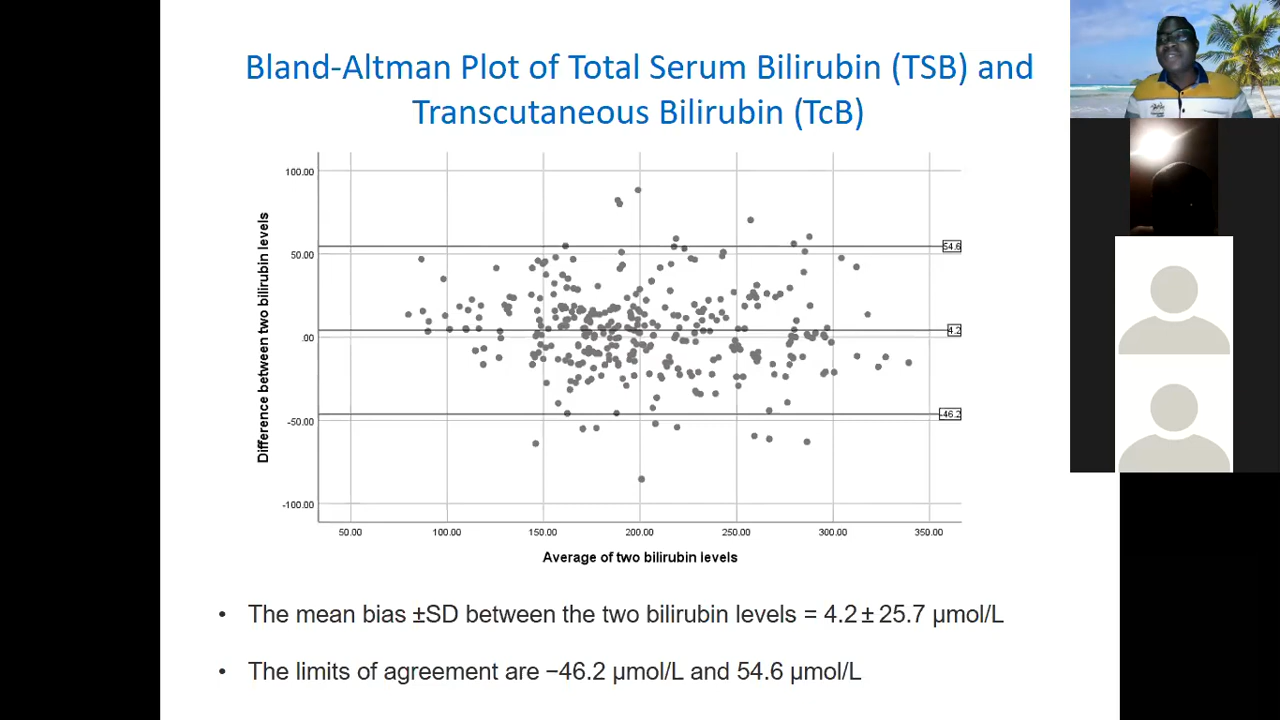 Bland-Altman Plot of Total Serum Bilirubin (TSB) and
Transcutaneous Bilirubin (TcB)
Difference between two bilirubin levels
100.00
50.00
.00
-50.00
-100.00
54.6
4.2
-46.2
50.00 100.00 150.00 200.00 250.00 300.00 350.00
Average of two bilirubin levels
• The mean bias ±SD between the two bilirubin levels = 4.2 ± 25.7 µmol/L
• The limits of agreement are −46.2 µmol/L and 54.6 µmol/L